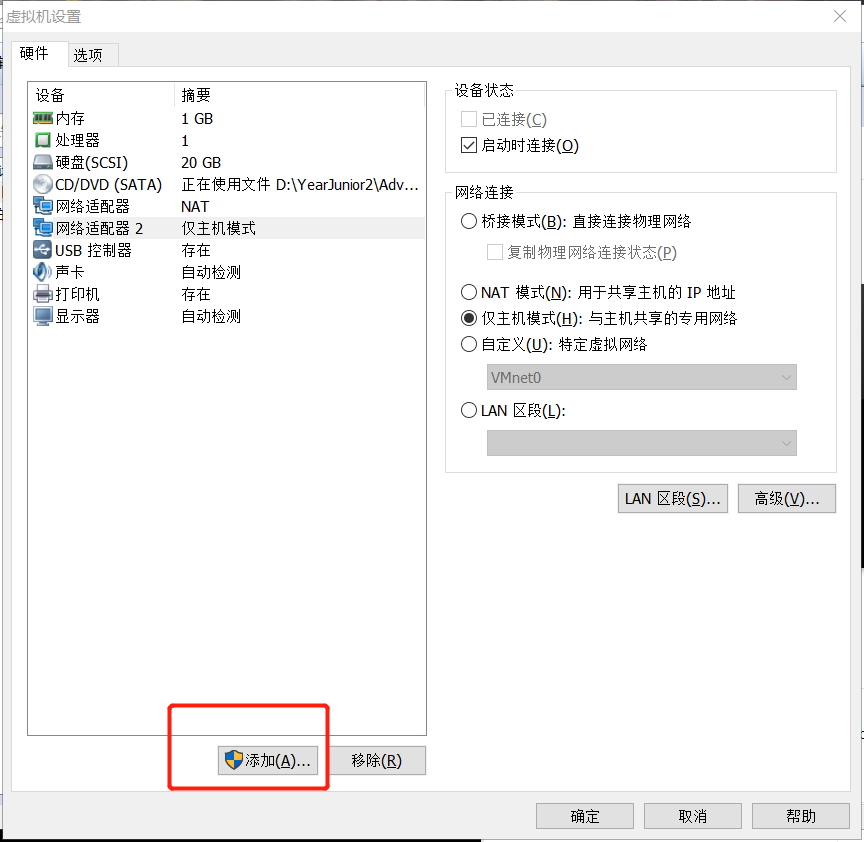 虚拟机设置
硬件 选项
设备 摘要
内存 1 GB
处理器 1
硬盘(SCSI) 20 GB
CD/DVD (SATA) 正在使用文件 D:\YearJunior2\Adv...
网络适配器 NAT
网络适配器 2 仅主机模式
USB 控制器 存在
声卡 自动检测
打印机 存在
显示器 自动检测
添加(A)... 移除(R)
设备状态
已连接(C)
启动时连接(O)
网络连接
桥接模式(B): 直接连接物理网络
复制物理网络连接状态(P)
NAT 模式(N): 用于共享主机的 IP 地址
仅主机模式(H): 与主机共享的专用网络
自定义(U): 特定虚拟网络
VMnet0
LAN 区段(L):
LAN 区段(S)... 高级(V)...
确定 取消 帮助